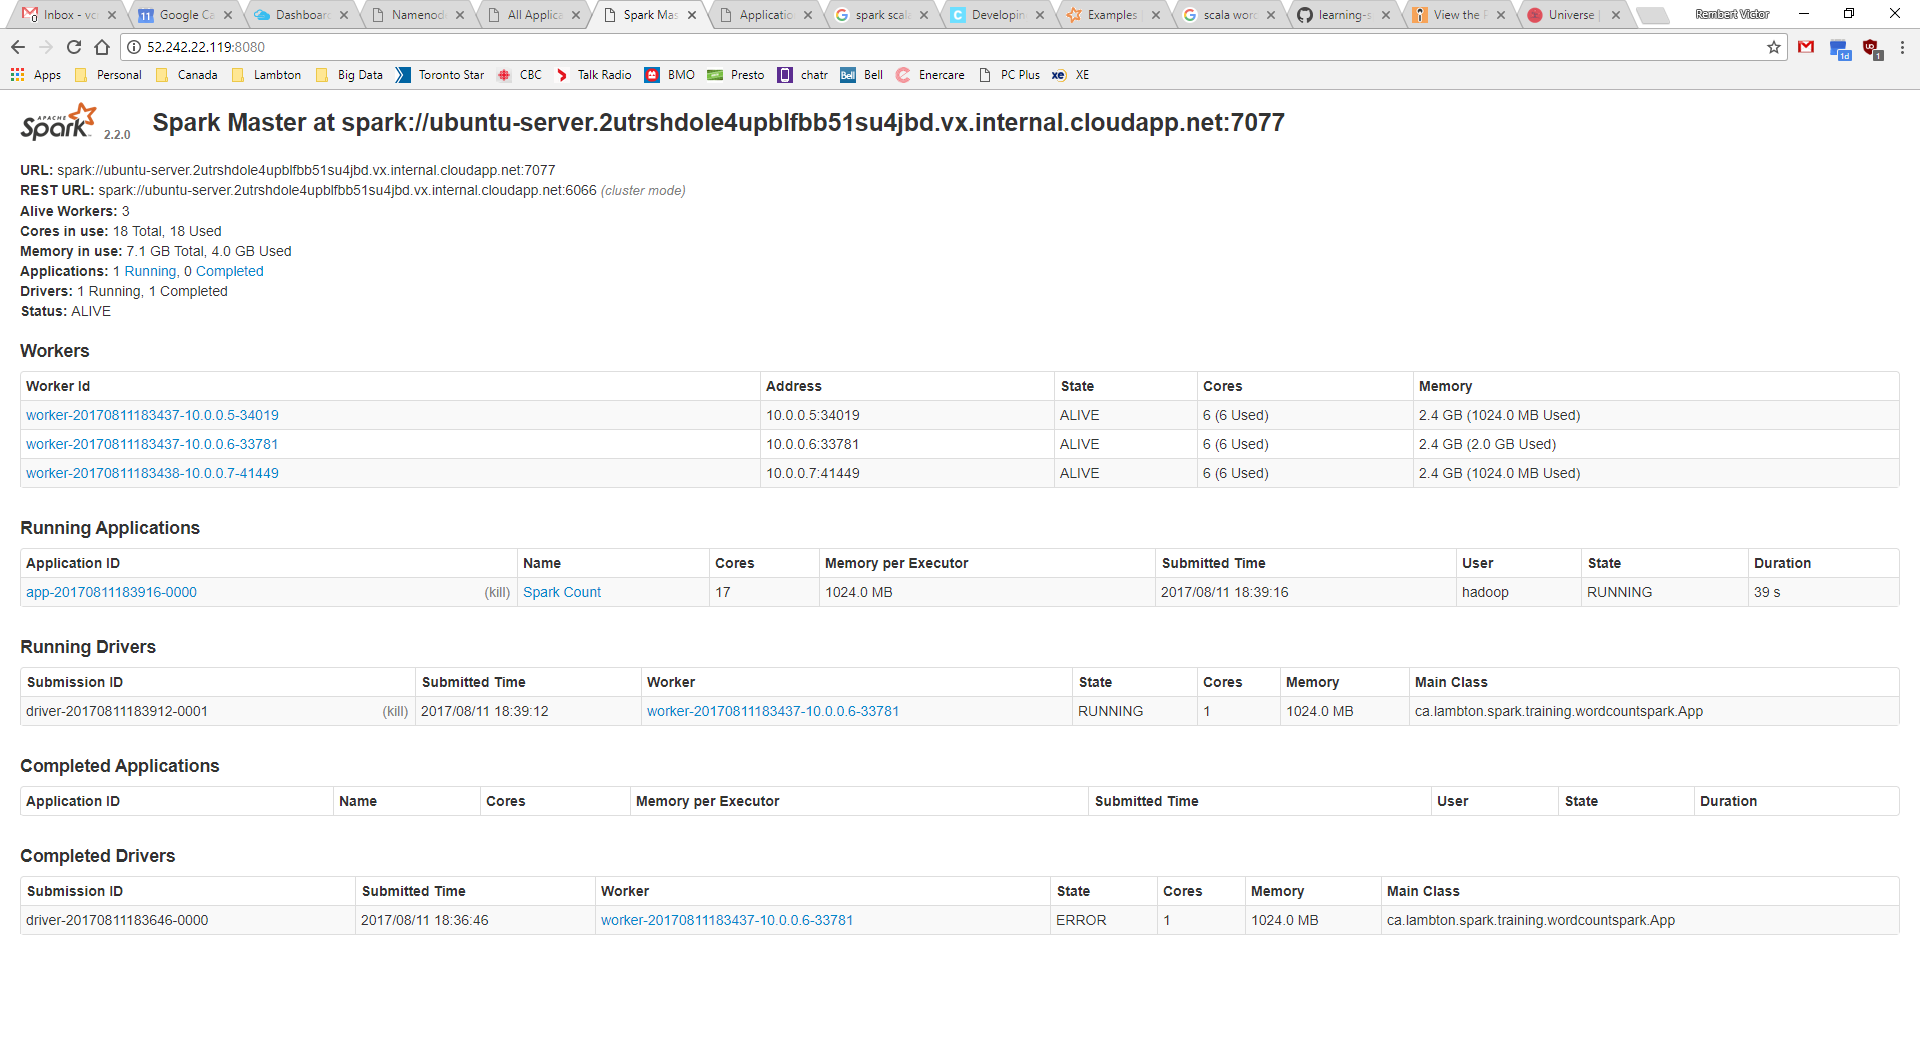 Inbox - vc
Google Ca
Dashboar
Namenod
All Applica
Spark Mas
Applicatio
spark scal
Developin
Examples
scala word
learning-s
View the F
Universe
Rembert Victor
52.242.22.119:8080
Apps Personal Canada Lambton Big Data Toronto Star CBC Talk Radio BMO Presto chatr Bell Enercare PC Plus XE
APACHE Spark 2.2.0 Spark Master at spark://ubuntu-server.2utrshdole4upblfbb51su4jbd.vx.internal.cloudapp.net:7077
URL: spark://ubuntu-server.2utrshdole4upblfbb51su4jbd.vx.internal.cloudapp.net:7077
REST URL: spark://ubuntu-server.2utrshdole4upblfbb51su4jbd.vx.internal.cloudapp.net:6066 (cluster mode)
Alive Workers: 3
Cores in use: 18 Total, 18 Used
Memory in use: 7.1 GB Total, 4.0 GB Used
Applications: 1 Running, 0 Completed
Drivers: 1 Running, 1 Completed
Status: ALIVE
Workers
Worker Id Address State Cores Memory
worker-20170811183437-10.0.0.5-34019 10.0.0.5:34019 ALIVE 6 (6 Used) 2.4 GB (1024.0 MB Used)
worker-20170811183437-10.0.0.6-33781 10.0.0.6:33781 ALIVE 6 (6 Used) 2.4 GB (2.0 GB Used)
worker-20170811183438-10.0.0.7-41449 10.0.0.7:41449 ALIVE 6 (6 Used) 2.4 GB (1024.0 MB Used)
Running Applications
Application ID Name Cores Memory per Executor Submitted Time User State Duration
app-20170811183916-0000 (kill) Spark Count 17 1024.0 MB 2017/08/11 18:39:16 hadoop RUNNING 39 s
Running Drivers
Submission ID Submitted Time Worker State Cores Memory Main Class
driver-20170811183912-0001 (kill) 2017/08/11 18:39:12 worker-20170811183437-10.0.0.6-33781 RUNNING 1 1024.0 MB ca.lambton.spark.training.wordcountspark.App
Completed Applications
Application ID Name Cores Memory per Executor Submitted Time User State Duration
Completed Drivers
Submission ID Submitted Time Worker State Cores Memory Main Class
driver-20170811183646-0000 2017/08/11 18:36:46 worker-20170811183437-10.0.0.6-33781 ERROR 1 1024.0 MB ca.lambton.spark.training.wordcountspark.App